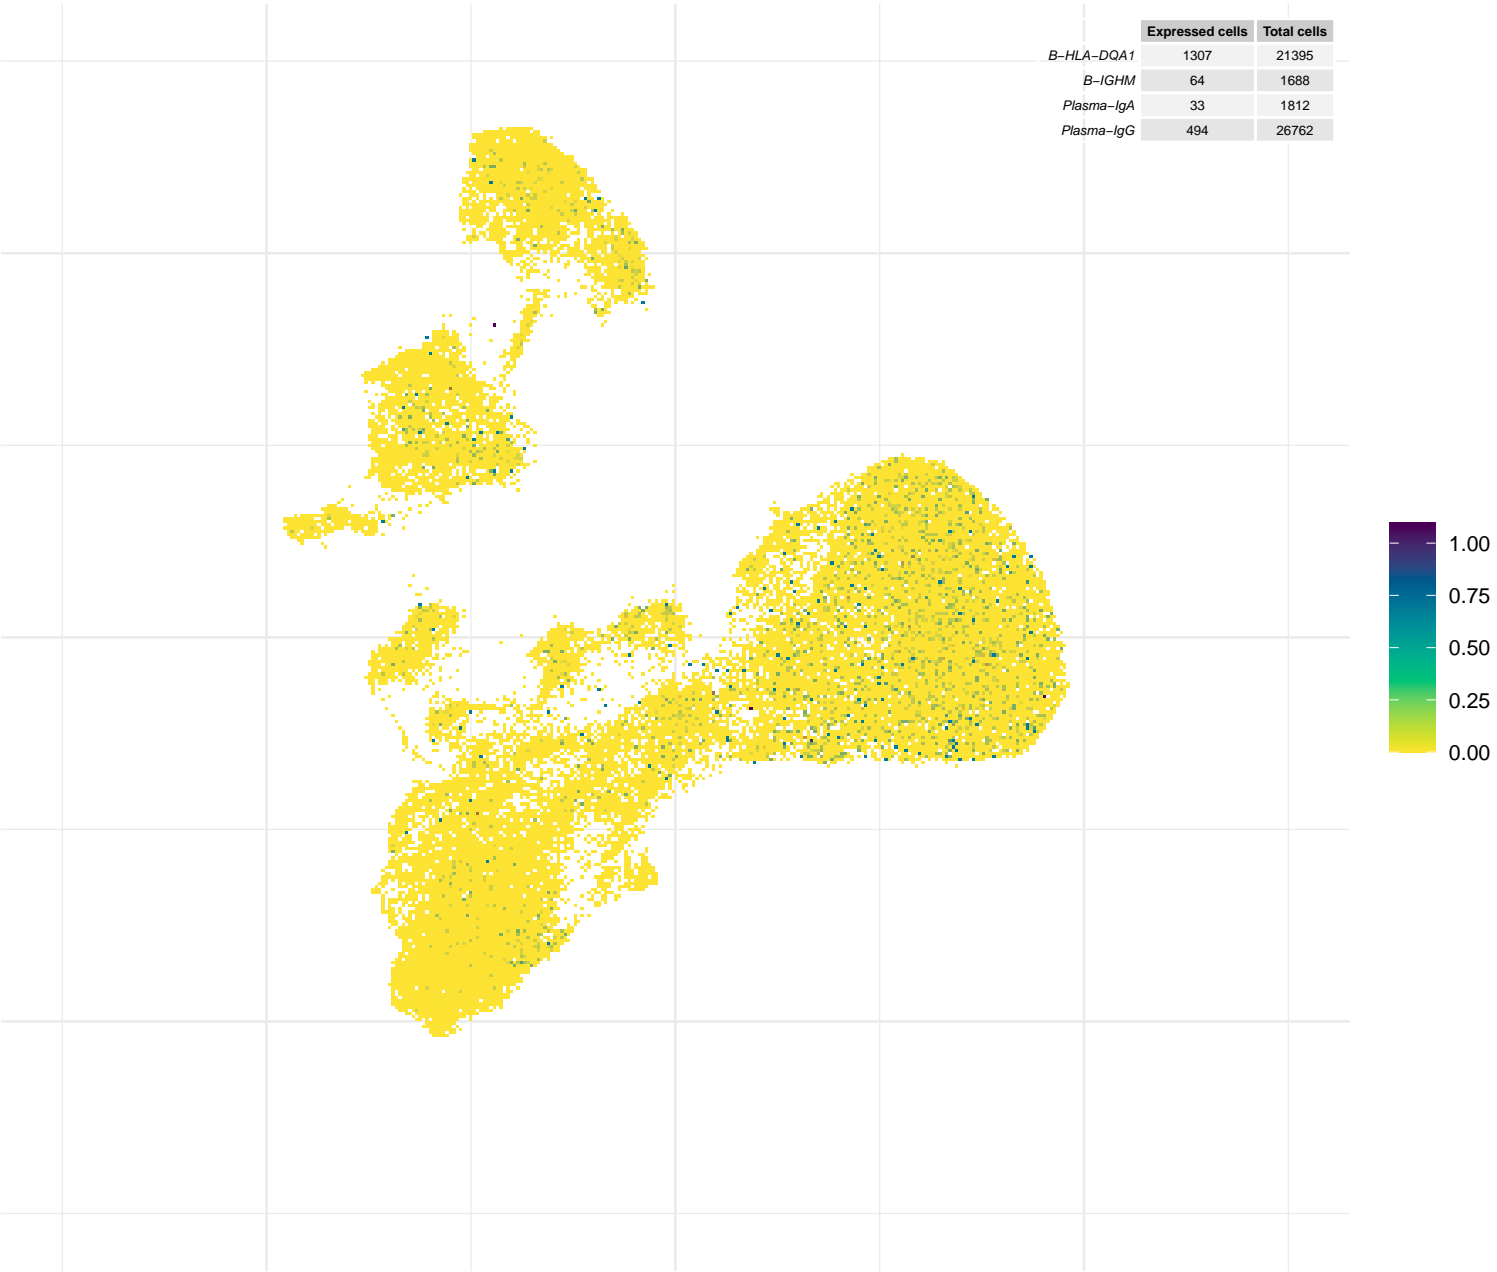 Expressed cells Total cells
B−HLA−DQA1 1307 21395
B−IGHM 64 1688
Plasma−IgA 33 1812
Plasma−IgG 494 26762
1.00
0.75
0.50
0.25
0.00